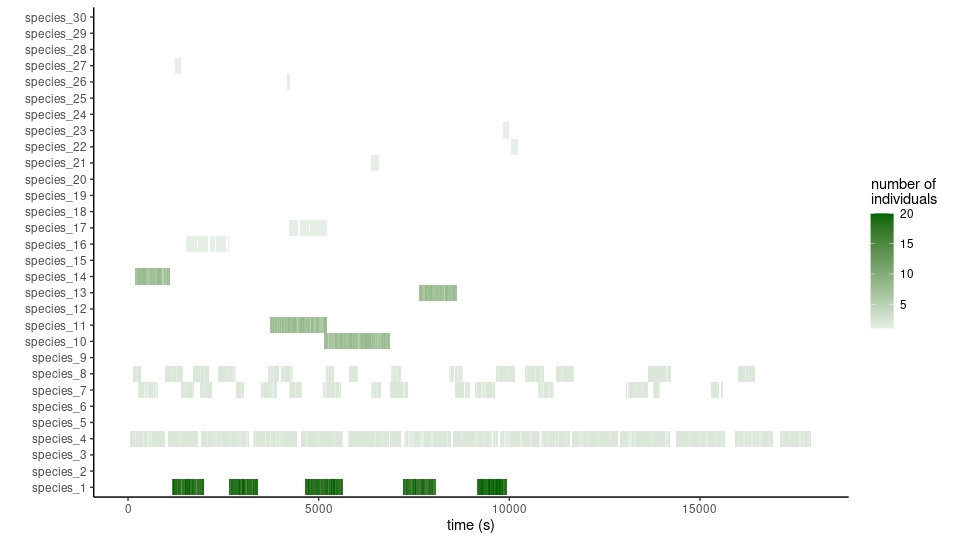 species_30
species_29
species_28
species_27
species_26
species_25
species_24
species_23
species_22
species_21
species_20
species_19
species_18
species_17
species_16
species_15
species_14
species_13
species_12
species_11
species_10
species_9
species_8
species_7
species_6
species_5
species_4
species_3
species_2
species_1
0 5000 10000 15000
time (s)
number of
individuals
20
15
10
5